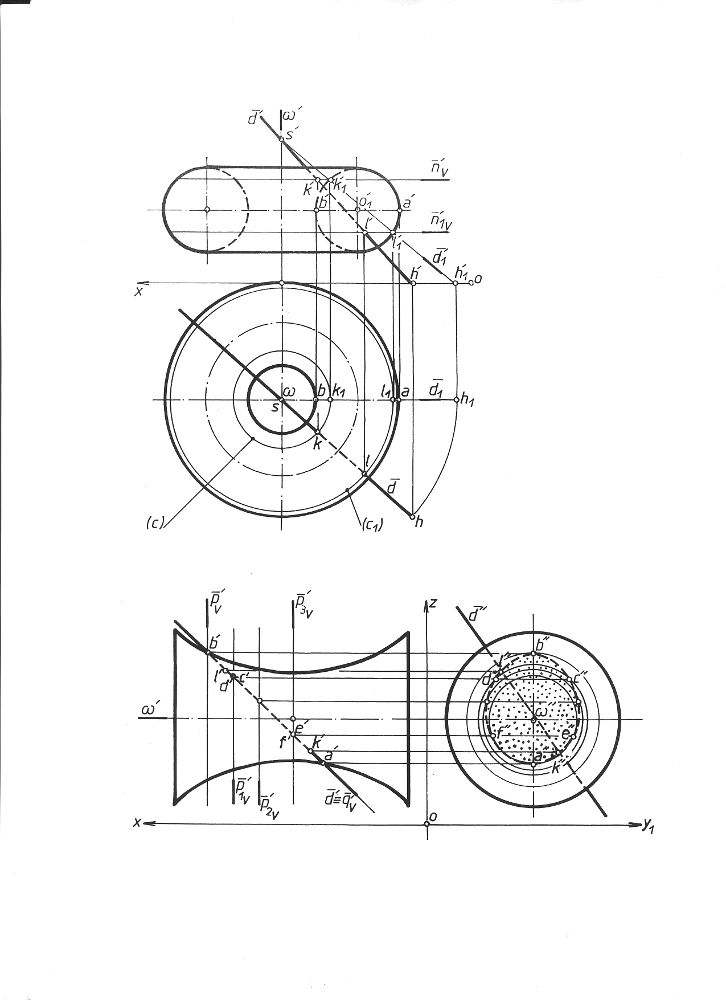 d̄′ ω′
s′
n̄′V
k′ k′1
b′ o′1 a′
l′ n̄′1V
l′1
d̄′1
h′ h′1 o
x
ω b k1 l1 a d̄1 h1
s
k
l
d̄
(c) (c1) h
p̄′V p̄′3V z d̄″
b′ b″
l′ l″
d′ c′ d″ c″
ω′ ω″
e′ f″ e″
f′
k′ a′ a″
k″
p̄′1V p̄′2V d̄′≡q̄′V
x o y1